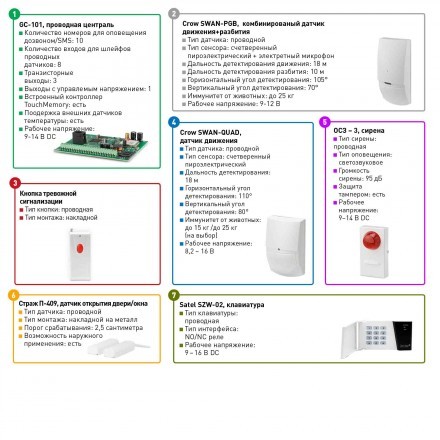 1
GC-101, проводная централь
Количество номеров для оповещения
дозвоном/SMS: 10
Количество входов для шлейфов
проводных
датчиков: 8
Транзисторные
выходы: 3
Выходы с управляемым напряжением: 1
Встроенный контроллер
TouchMemory: есть
Поддержка внешних датчиков
температуры: есть
Рабочее
напряжение:
9-14 В DC
2
Crow SWAN-PGB, комбинированый датчик
движения+разбития
Тип датчика: проводной
Тип сенсора: счетверенный
пироэлектрический + электретный микрофон
Дальность детектирования движения: 18 м
Дальность детектирования разбития: 10 м
Горизонтальный угол детектирования: 105°
Вертикальный угол детектирования: 70°
Иммунитет от животных: до 25 кг
Рабочее напряжение: 9-12 В
3
Кнопка тревожной
сигнализации
Тип кнопки: проводная
Тип монтажа: накладной
4
Crow SWAN-QUAD,
датчик движения
Тип датчика: проводной
Тип сенсора: счетверенный
пироэлектрический
Дальность детектирования:
18 м
Горизонтальный угол
детектирования: 110°
Вертикальный угол
детектирования: 80°
Иммунитет от животных:
до 15 кг /до 25 кг
(на выбор)
Рабочее напряжение:
8,2 – 16 В
5
ОСЗ – 3, сирена
Тип сирены:
проводная
Тип оповещения:
светозвуковое
Громкость
сирены: 95 дБ
Защита
тампером: есть
Рабочее
напряжение:
9–14 В DC
6
Страж П-409, датчик открытия двери/окна
Тип датчика: проводной
Тип монтажа: накладной на металл
Порог срабатывания: 2,5 сантиметра
Возможность наружного
применения: есть
7
Satel SZW-02, клавиатура
Тип клавиатуры:
проводная
Тип интерфейса:
NO/NC реле
Рабочее напряжение:
9 – 16 В DC